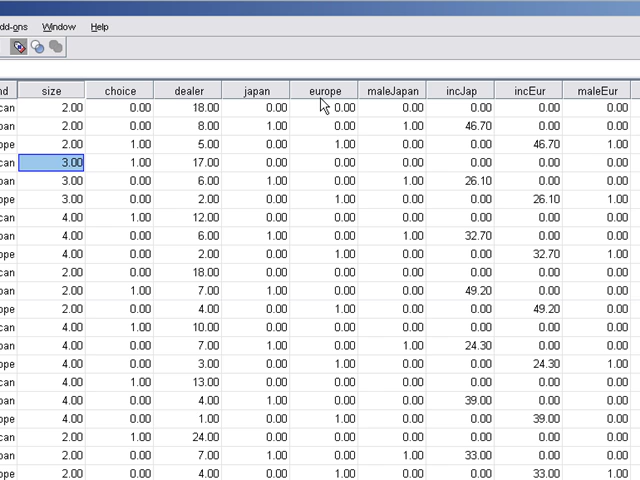 dd-ons Window Help
nd size choice dealer japan europe maleJapan incJap incEur maleEur
can 2.00 0.00 18.00 0.00 0.00 0.00 0.00 0.00 0.00
pan 2.00 0.00 8.00 1.00 0.00 1.00 46.70 0.00 0.00
ope 2.00 1.00 5.00 0.00 1.00 0.00 0.00 46.70 1.00
can 3.00 1.00 17.00 0.00 0.00 0.00 0.00 0.00 0.00
pan 3.00 0.00 6.00 1.00 0.00 1.00 26.10 0.00 0.00
ope 3.00 0.00 2.00 0.00 1.00 0.00 0.00 26.10 1.00
can 4.00 1.00 12.00 0.00 0.00 0.00 0.00 0.00 0.00
pan 4.00 0.00 6.00 1.00 0.00 1.00 32.70 0.00 0.00
ope 4.00 0.00 2.00 0.00 1.00 0.00 0.00 32.70 1.00
can 2.00 0.00 18.00 0.00 0.00 0.00 0.00 0.00 0.00
pan 2.00 1.00 7.00 1.00 0.00 0.00 49.20 0.00 0.00
ope 2.00 0.00 4.00 0.00 1.00 0.00 0.00 49.20 0.00
can 4.00 1.00 10.00 0.00 0.00 0.00 0.00 0.00 0.00
pan 4.00 0.00 7.00 1.00 0.00 1.00 24.30 0.00 0.00
ope 4.00 0.00 3.00 0.00 1.00 0.00 0.00 24.30 1.00
can 4.00 1.00 13.00 0.00 0.00 0.00 0.00 0.00 0.00
pan 4.00 0.00 4.00 1.00 0.00 0.00 39.00 0.00 0.00
ope 4.00 0.00 1.00 0.00 1.00 0.00 0.00 39.00 0.00
can 2.00 1.00 24.00 0.00 0.00 0.00 0.00 0.00 0.00
pan 2.00 0.00 7.00 1.00 0.00 1.00 33.00 0.00 0.00
ope 2.00 0.00 4.00 0.00 1.00 0.00 0.00 33.00 1.00